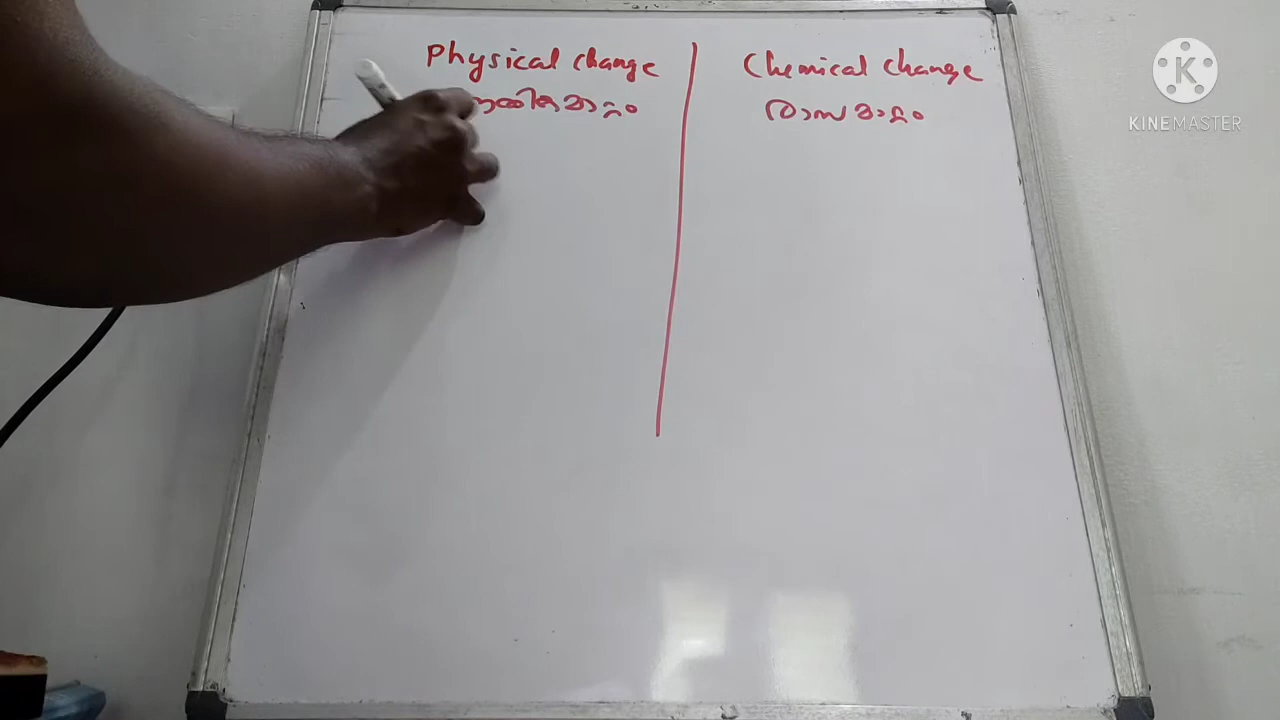 Physical change
Chemical change
രാസമാറ്റം
KINEMASTER